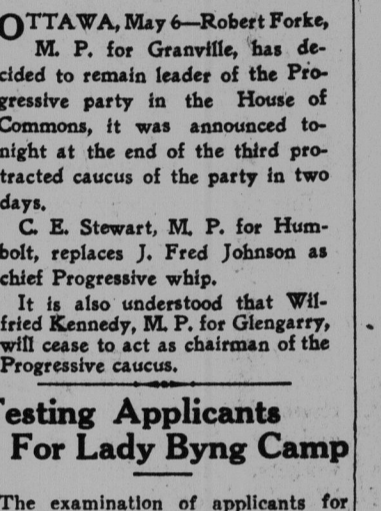 OTTAWA, May 6—Robert Forke,
M. P. for Granville, has de-
cided to remain leader of the Pro-
gressive party in the House of
Commons, it was announced to-
night at the end of the third pro-
tracted caucus of the party in two
days.
C. E. Stewart, M. P. for Hum-
bolt, replaces J. Fred Johnson as
chief Progressive whip.
It is also understood that Wil-
fried Kennedy, M. P. for Glengarry,
will cease to act as chairman of the
Progressive caucus.
Testing Applicants
For Lady Byng Camp
The examination of applicants for